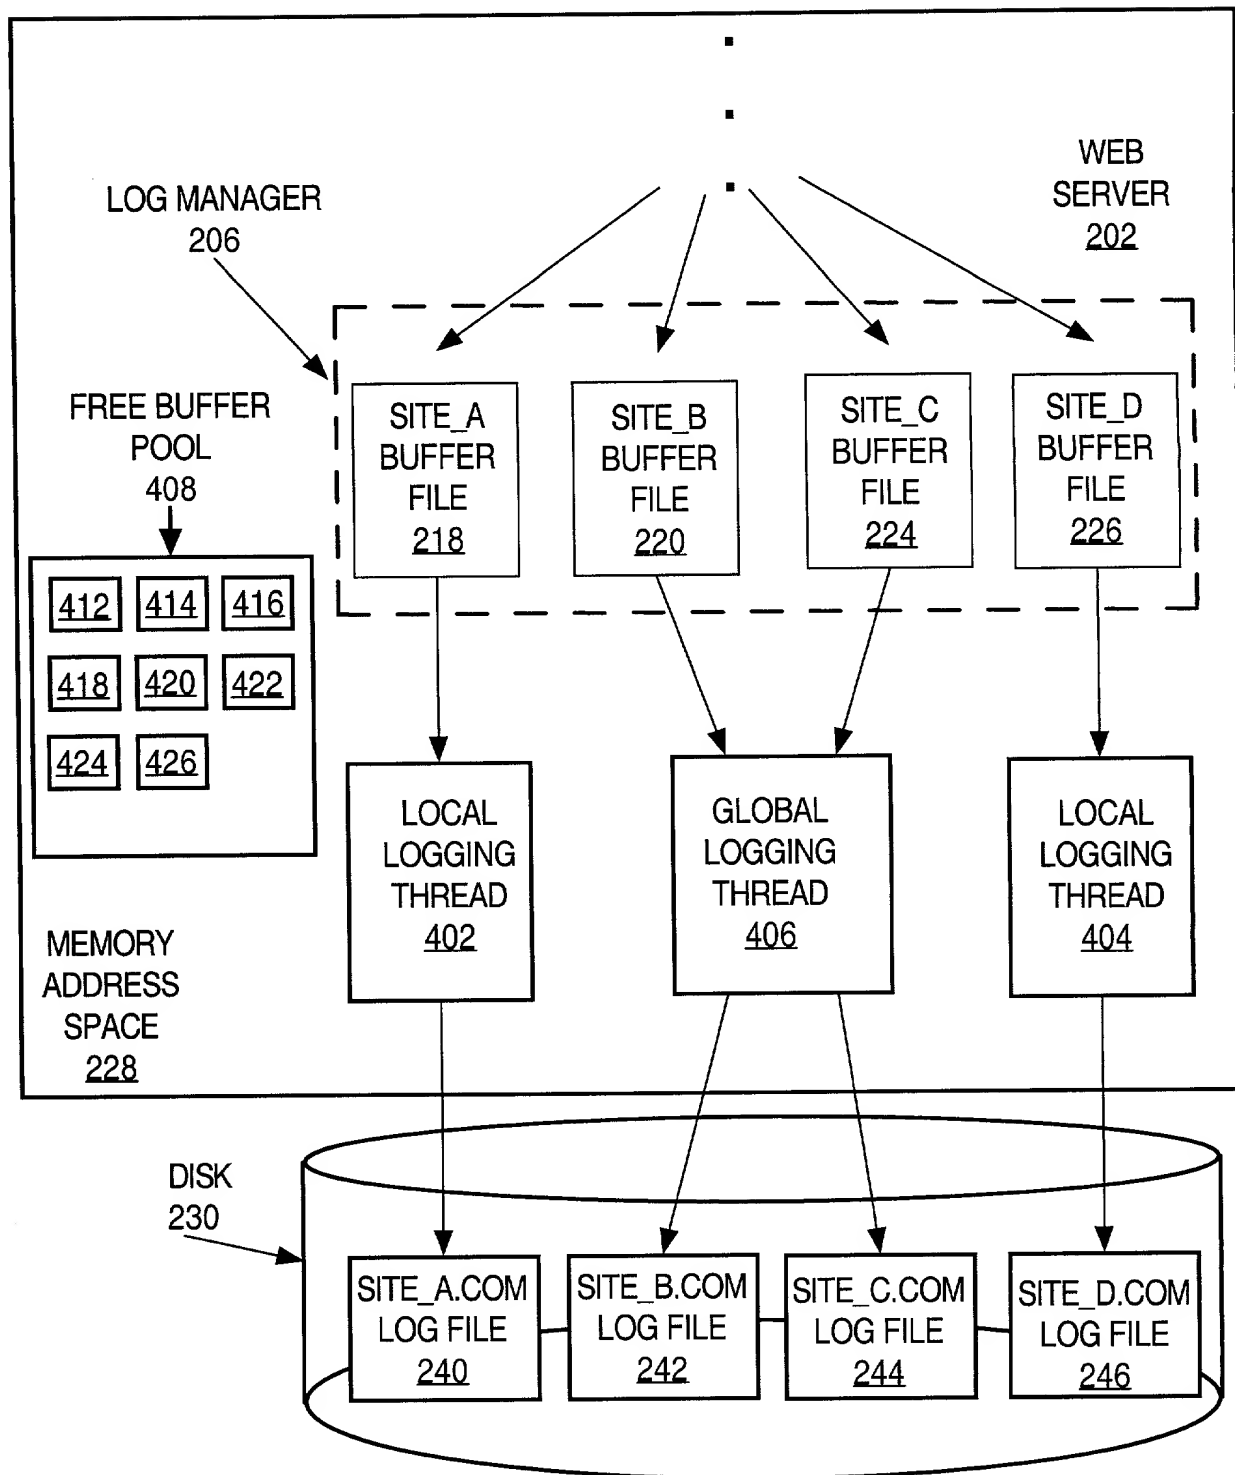 WEB
SERVER
202
LOG MANAGER
206
FREE BUFFER
POOL
408
SITE_A
BUFFER
FILE
218
SITE_B
BUFFER
FILE
220
SITE_C
BUFFER
FILE
224
SITE_D
BUFFER
FILE
226
412 414 416
418 420 422
424 426
LOCAL
LOGGING
THREAD
402
GLOBAL
LOGGING
THREAD
406
LOCAL
LOGGING
THREAD
404
MEMORY
ADDRESS
SPACE
228
DISK
230
SITE_A.COM
LOG FILE
240
SITE_B.COM
LOG FILE
242
SITE_C.COM
LOG FILE
244
SITE_D.COM
LOG FILE
246